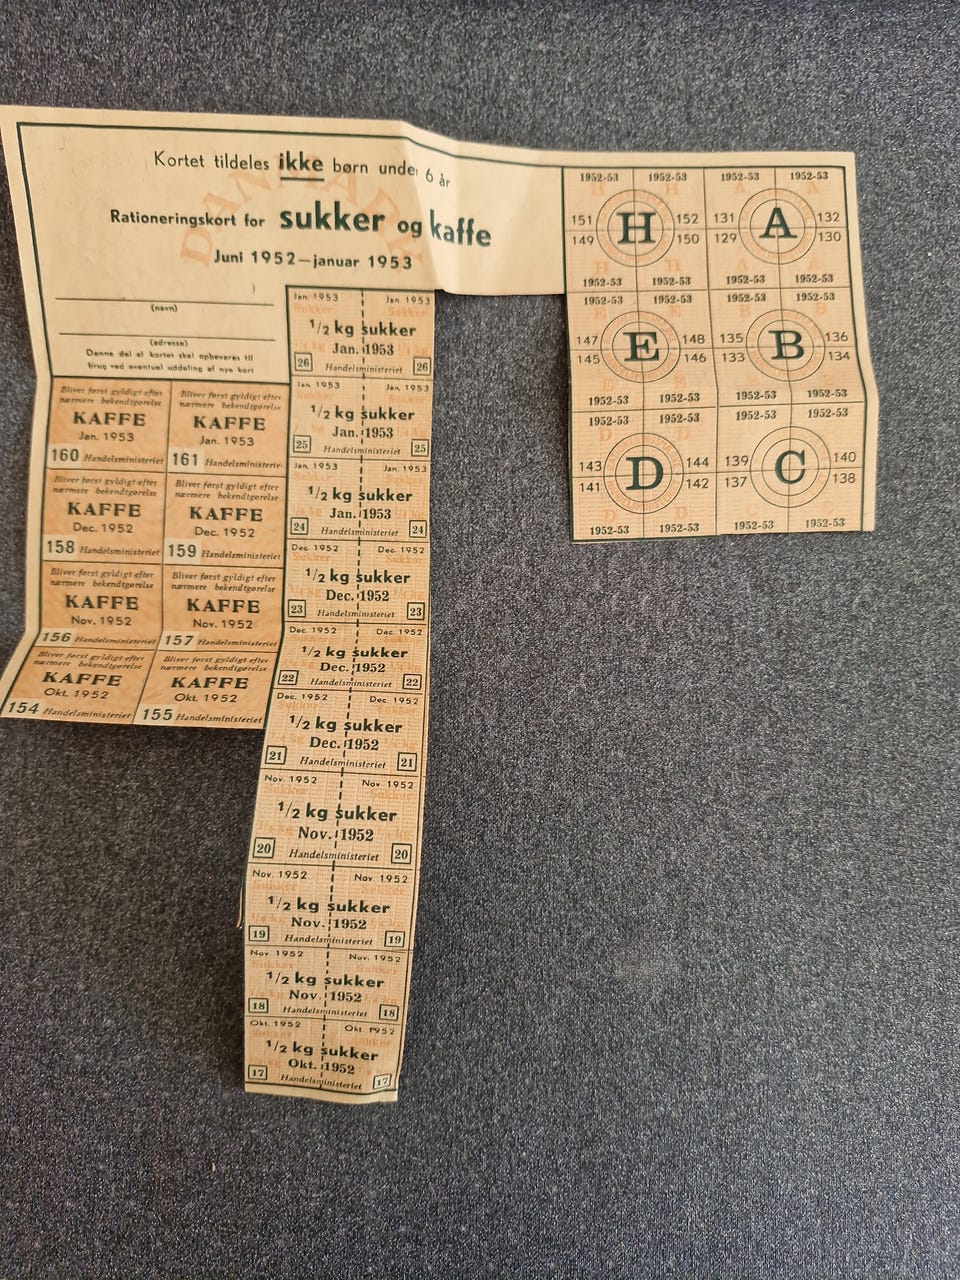 Kortet tildeles ikke børn under 6 år
Rationeringskort for sukker og kaffe
Juni 1952—januar 1953
(navn)
(adresse)
Denne del af kortet skal opbevares til
brug ved eventuel uddeling af nye kort
Bliver først gyldigt efter
nærmere bekendtgørelse
KAFFE
Jan. 1953
160 Handelsministeriet
Bliver først gyldigt efter
nærmere bekendtgørelse
KAFFE
Jan. 1953
161 Handelsministerie
Bliver først gyldigt efter
nærmere bekendtgørelse
KAFFE
Dec. 1952
158 Handelsministeriet
Bliver først gyldigt efter
nærmere bekendtgørelse
KAFFE
Dec. 1952
159 Handelsministeriet
Bliver først gyldigt efter
nærmere bekendtgørelse
KAFFE
Nov. 1952
156 Handelsministeriet
Bliver først gyldigt efter
nærmere bekendtgørelse
KAFFE
Nov. 1952
157 Handelsministeriet
Bliver først gyldigt efter
nærmere bekendtgørelse
KAFFE
Okt. 1952
154 Handelsministeriet
Bliver først gyldigt efter
nærmere bekendtgørelse
KAFFE
Okt. 1952
155 Handelsministeriet
Jan. 1953 Jan. 1953
1/2 kg sukker
Jan. 1953
26 Handelsministeriet 26
Jan. 1953 Jan. 1953
1/2 kg sukker
Jan. 1953
25 Handelsministeriet 25
Jan. 1953 Jan. 1953
1/2 kg sukker
Jan. 1953
24 Handelsministeriet 24
Dec. 1952 Dec. 1952
1/2 kg sukker
Dec. 1952
23 Handelsministeriet 23
Dec. 1952 Dec. 1952
1/2 kg sukker
Dec. 1952
22 Handelsministeriet 22
Dec. 1952 Dec. 1952
1/2 kg sukker
Dec. 1952
21 Handelsministeriet 21
Nov. 1952 Nov. 1952
1/2 kg sukker
Nov. 1952
20 Handelsministeriet 20
Nov. 1952 Nov. 1952
1/2 kg sukker
Nov. 1952
19 Handelsministeriet 19
Nov. 1952 Nov. 1952
1/2 kg sukker
Nov. 1952
18 Handelsministeriet 18
Okt. 1952 Okt. 1952
1/2 kg sukker
Okt. 1952
17 Handelsministeriet 17
1952-53 1952-53 1952-53 1952-53
151 H 152 131 A 132
149 150 129 130
1952-53 1952-53 1952-53 1952-53
1952-53 1952-53 1952-53 1952-53
147 E 148 135 B 136
145 146 133 134
1952-53 1952-53 1952-53 1952-53
1952-53 1952-53 1952-53 1952-53
143 D 144 139 C 140
141 142 137 138
1952-53 1952-53 1952-53 1952-53